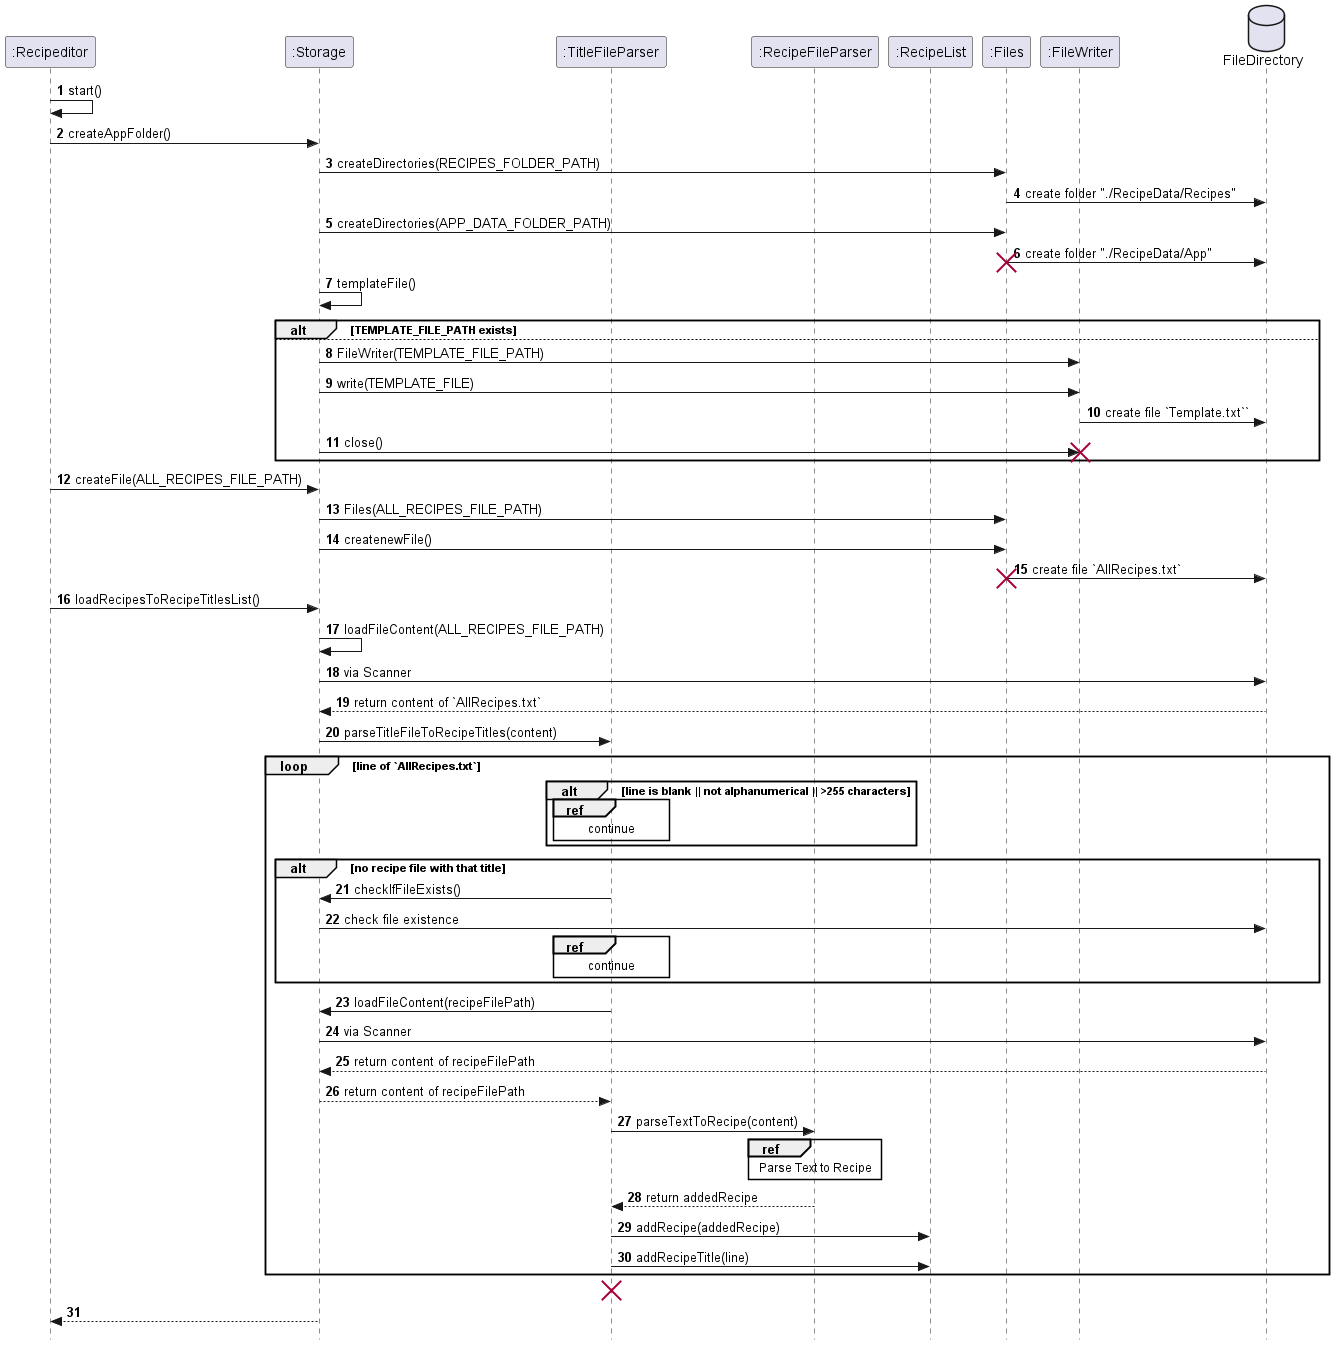 :Recipeditor :Storage :TitleFileParser :RecipeFileParser :RecipeList :Files :FileWriter FileDirectory
1 start()
2 createAppFolder()
3 createDirectories(RECIPES_FOLDER_PATH)
4 create folder "./RecipeData/Recipes"
5 createDirectories(APP_DATA_FOLDER_PATH)
6 create folder "./RecipeData/App"
7 templateFile()
alt [TEMPLATE_FILE_PATH exists]
8 FileWriter(TEMPLATE_FILE_PATH)
9 write(TEMPLATE_FILE)
10 create file `Template.txt``
11 close()
12 createFile(ALL_RECIPES_FILE_PATH)
13 Files(ALL_RECIPES_FILE_PATH)
14 createnewFile()
15 create file `AllRecipes.txt`
16 loadRecipesToRecipeTitlesList()
17 loadFileContent(ALL_RECIPES_FILE_PATH)
18 via Scanner
19 return content of `AllRecipes.txt`
20 parseTitleFileToRecipeTitles(content)
loop [line of `AllRecipes.txt`]
alt [line is blank || not alphanumerical || >255 characters]
ref
continue
alt [no recipe file with that title]
21 checkIfFileExists()
22 check file existence
ref
continue
23 loadFileContent(recipeFilePath)
24 via Scanner
25 return content of recipeFilePath
26 return content of recipeFilePath
27 parseTextToRecipe(content)
ref
Parse Text to Recipe
28 return addedRecipe
29 addRecipe(addedRecipe)
30 addRecipeTitle(line)
31